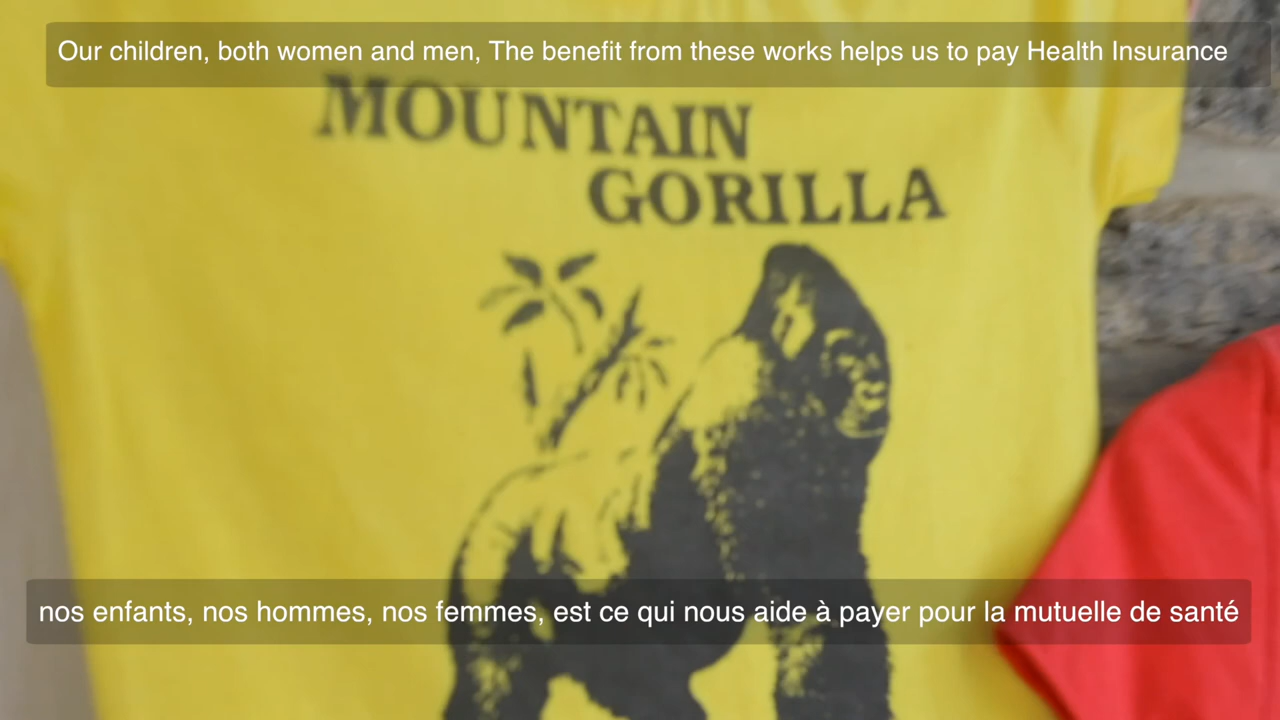 Our children, both women and men, The benefit from these works helps us to pay Health Insurance
MOUNTAIN
GORILLA
nos enfants, nos hommes, nos femmes, est ce qui nous aide à payer pour la mutuelle de santé